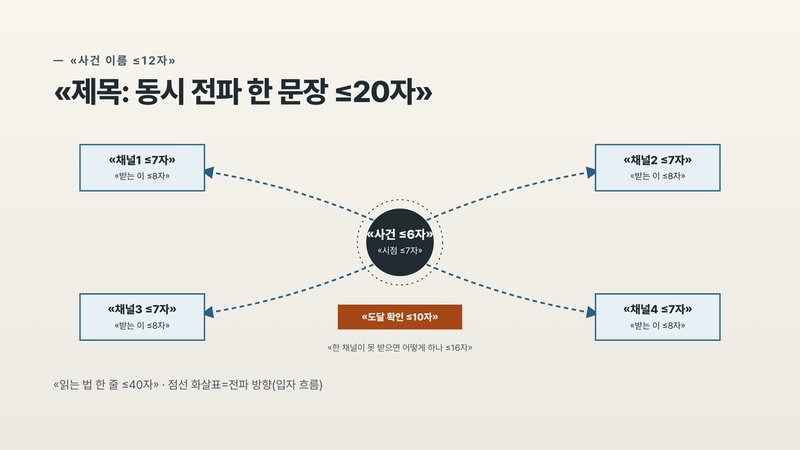 — «사건 이름 ≤12자»
«제목: 동시 전파 한 문장 ≤20자»
«채널1 ≤7자»
«받는 이 ≤8자»
«채널2 ≤7자»
«받는 이 ≤8자»
«사건 ≤6자»
«시점 ≤7자»
«채널3 ≤7자»
«받는 이 ≤8자»
«도달 확인 ≤10자»
«한 채널이 못 받으면 어떻게 하나 ≤16자»
«채널4 ≤7자»
«받는 이 ≤8자»
«읽는 법 한 줄 ≤40자» · 점선 화살표=전파 방향(입자 흐름)